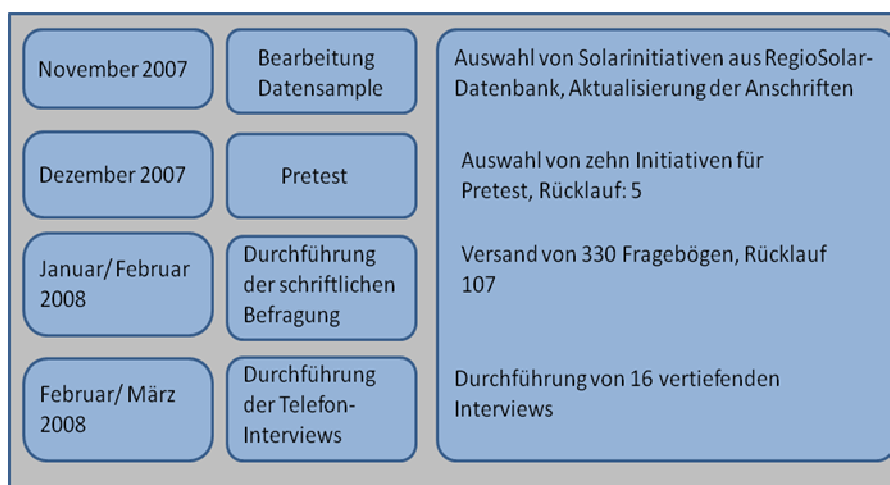 November 2007
Bearbeitung
Datensample
Auswahl von Solarinitiativen aus RegioSolar-
Datenbank, Aktualisierung der Anschriften
Dezember 2007
Pretest
Auswahl von zehn Initiativen für
Pretest, Rücklauf: 5
Januar/ Februar
2008
Durchführung
der schriftlichen
Befragung
Versand von 330 Fragebögen, Rücklauf
107
Februar/ März
2008
Durchführung
der Telefon-
Interviews
Durchführung von 16 vertiefenden
Interviews